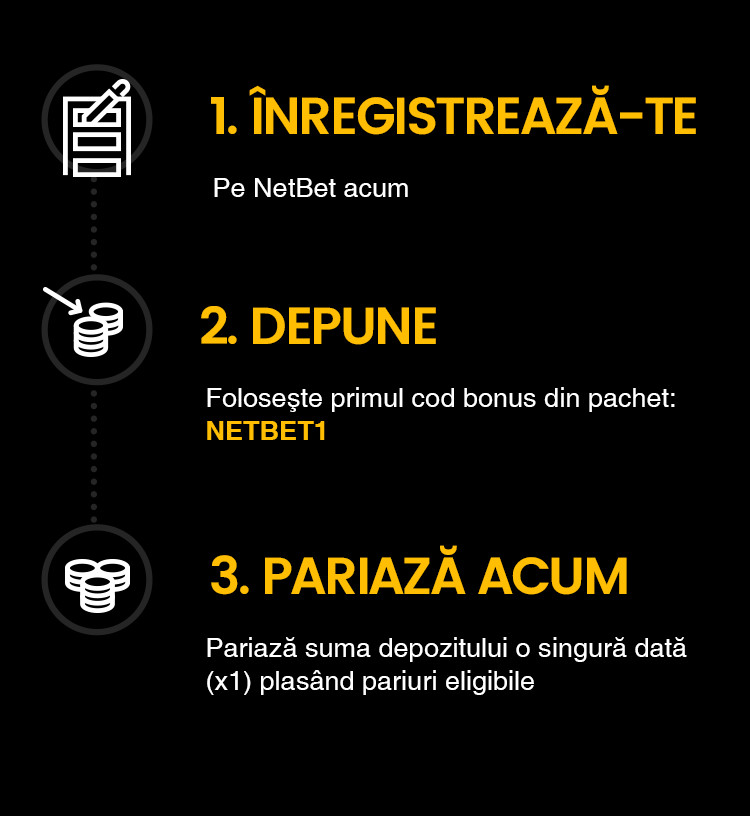 1. ÎNREGISTREAZĂ-TE
Pe NetBet acum
2. DEPUNE
Foloseşte primul cod bonus din pachet:
NETBET1
3. PARIAZĂ ACUM
Pariază suma depozitului o singură dată
(x1) plasând pariuri eligibile